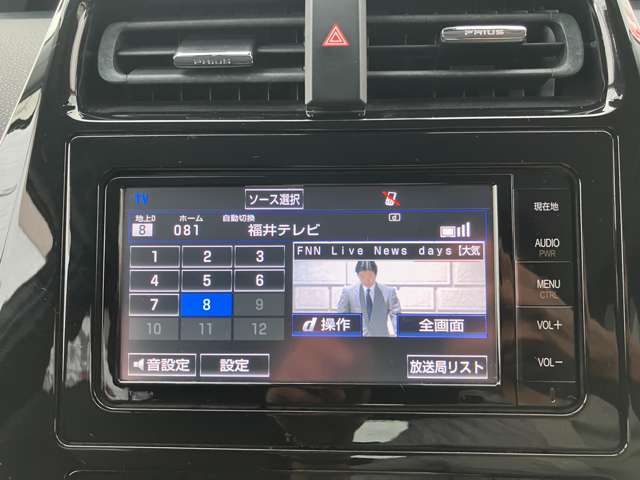 PRIUS
PRIUS
TV
ソース選択
地上D ホーム 自動切換
8 081 福井テレビ
d
FNN Live News days【大気
1 2 3
4 5 6
7 8 9
10 11 12
d 操作
全画面
音設定
設定
放送局リスト
現在地
AUDIO
PWR
MENU
CTRL
VOL+
VOL-